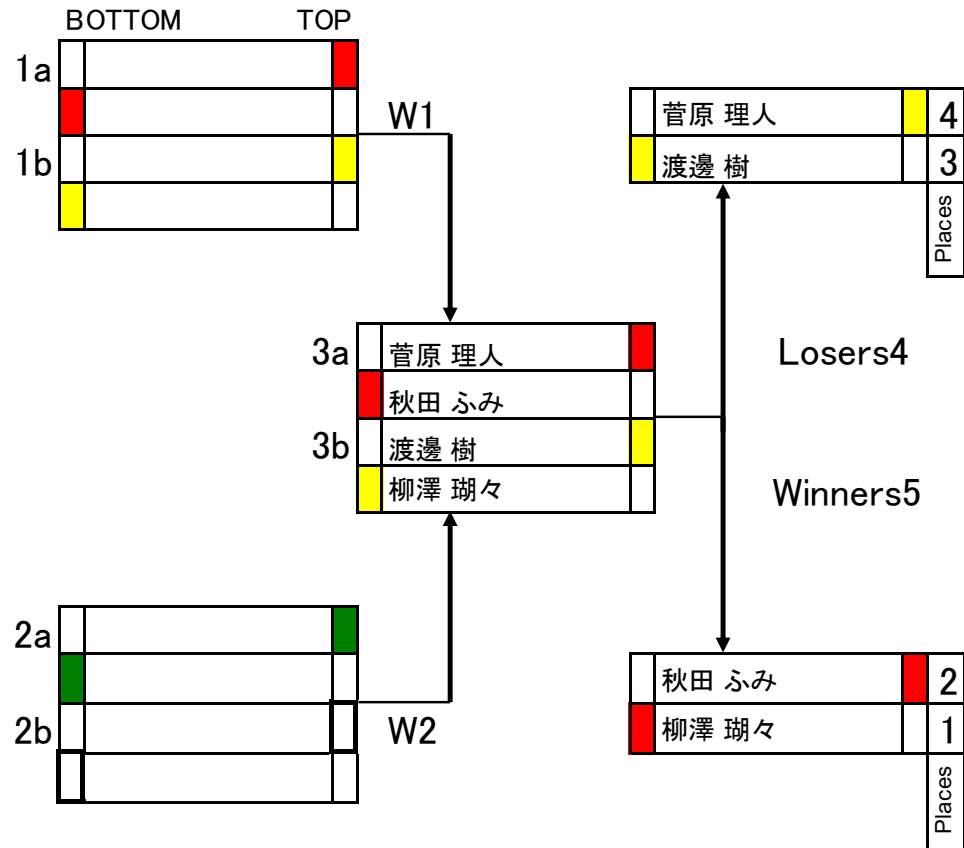 BOTTOM TOP
1a
W1
1b
菅原 理人 4
渡邊 樹 3
Places
3a 菅原 理人
秋田 ふみ
3b 渡邊 樹
柳澤 瑚々
Losers4
Winners5
2a
2b W2
秋田 ふみ 2
柳澤 瑚々 1
Places